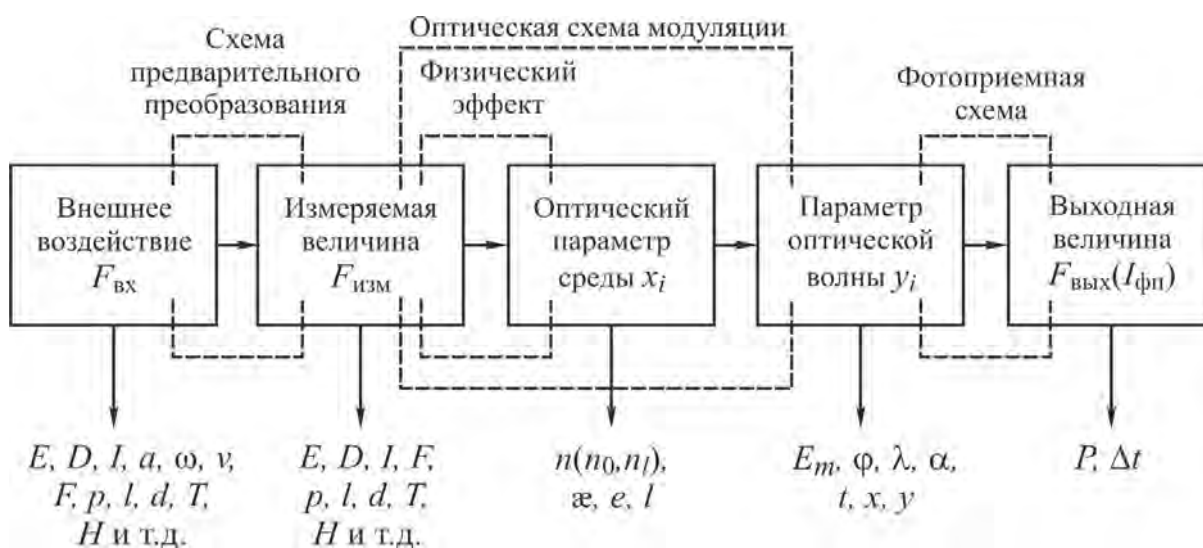 Оптическая схема модуляции
Схема
предварительного
преобразования
Физический
эффект
Фотоприемная
схема
Внешнее
воздействие
Fвх
Измеряемая
величина
Fизм
Оптический
параметр
среды xi
Параметр
оптической
волны yi
Выходная
величина
Fвых(Iфп)
E, D, I, a, ω, v,
F, p, l, d, T,
H и т.д.
E, D, I, F,
p, l, d, T,
H и т.д.
n(n0,nl),
æ, e, l
Em, φ, λ, α,
t, x, y
P, Δt